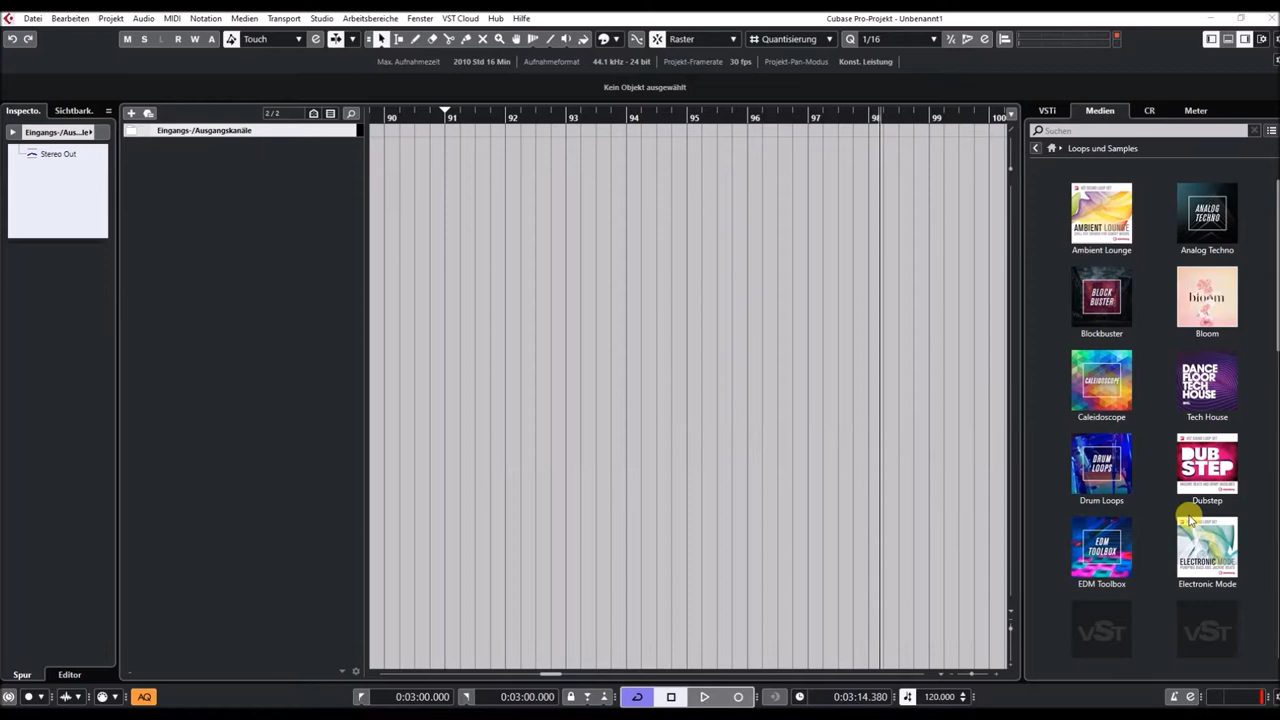 Datei Bearbeiten Projekt Audio MIDI Notation Medien Transport Studio Arbeitsbereiche Fenster VST Cloud Hub Hilfe
Cubase Pro-Projekt - Unbenannt1
M S L R W A Touch Raster Quantisierung Q 1/16
Max. Aufnahmezeit 2010 Std 16 Min Aufnahmeformat 44.1 kHz - 24 bit Projekt-Framerate 30 fps Projekt-Pan-Modus Konst. Leistung
Kein Objekt ausgewählt
Inspecto. Sichtbark. 2 / 2 90 91 92 93 94 95 96 97 98 99 100 VSTi Medien CR Meter
Eingangs-/Aus...le Eingangs-/Ausgangskanäle Suchen
Stereo Out
Loops und Samples
AMBIENT LOUNGE
ANALOG TECHNO
Ambient Lounge Analog Techno
BLOCK BUSTER
bloom
Blockbuster Bloom
CALEIDOSCOPE
DANCE FLOOR TECH HOUSE
Caleidoscope Tech House
DRUM LOOPS
DUB STEP
Drum Loops Dubstep
EDM TOOLBOX
ELECTRONIC MODE
EDM Toolbox Electronic Mode
VST VST
Spur Editor
AQ 0:03:00.000 0:03:00.000 0:03:14.380 120.000